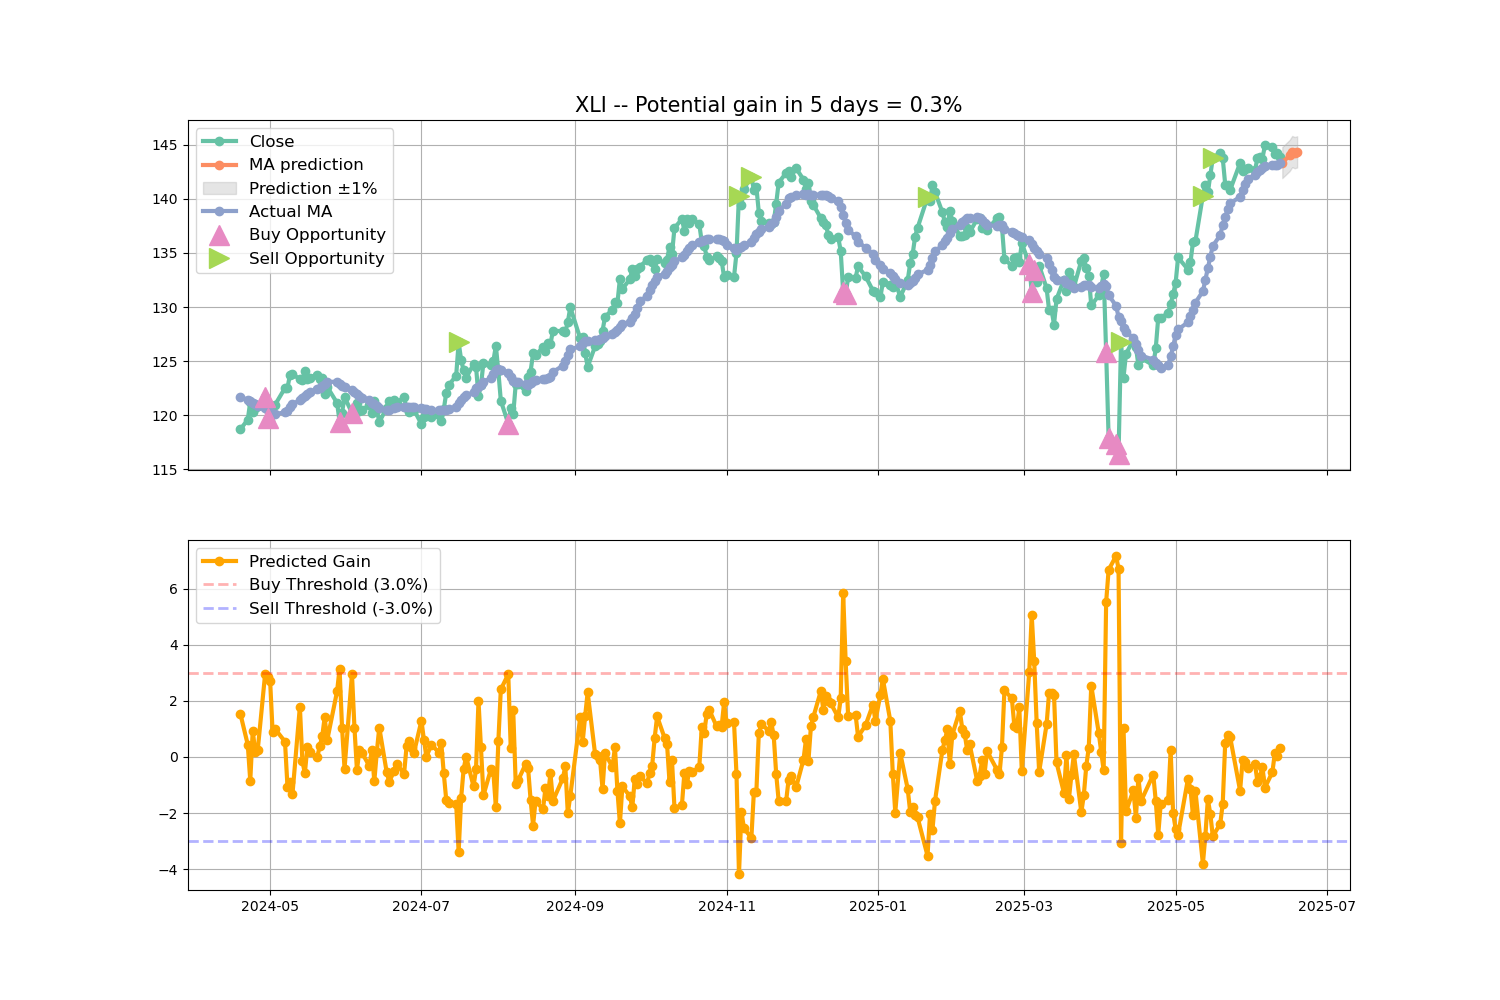 XLI -- Potential gain in 5 days = 0.3%
145
140
135
130
125
120
115
Close
MA prediction
Prediction ±1%
Actual MA
Buy Opportunity
Sell Opportunity
6
4
2
0
−2
−4
Predicted Gain
Buy Threshold (3.0%)
Sell Threshold (-3.0%)
2024-05 2024-07 2024-09 2024-11 2025-01 2025-03 2025-05 2025-07